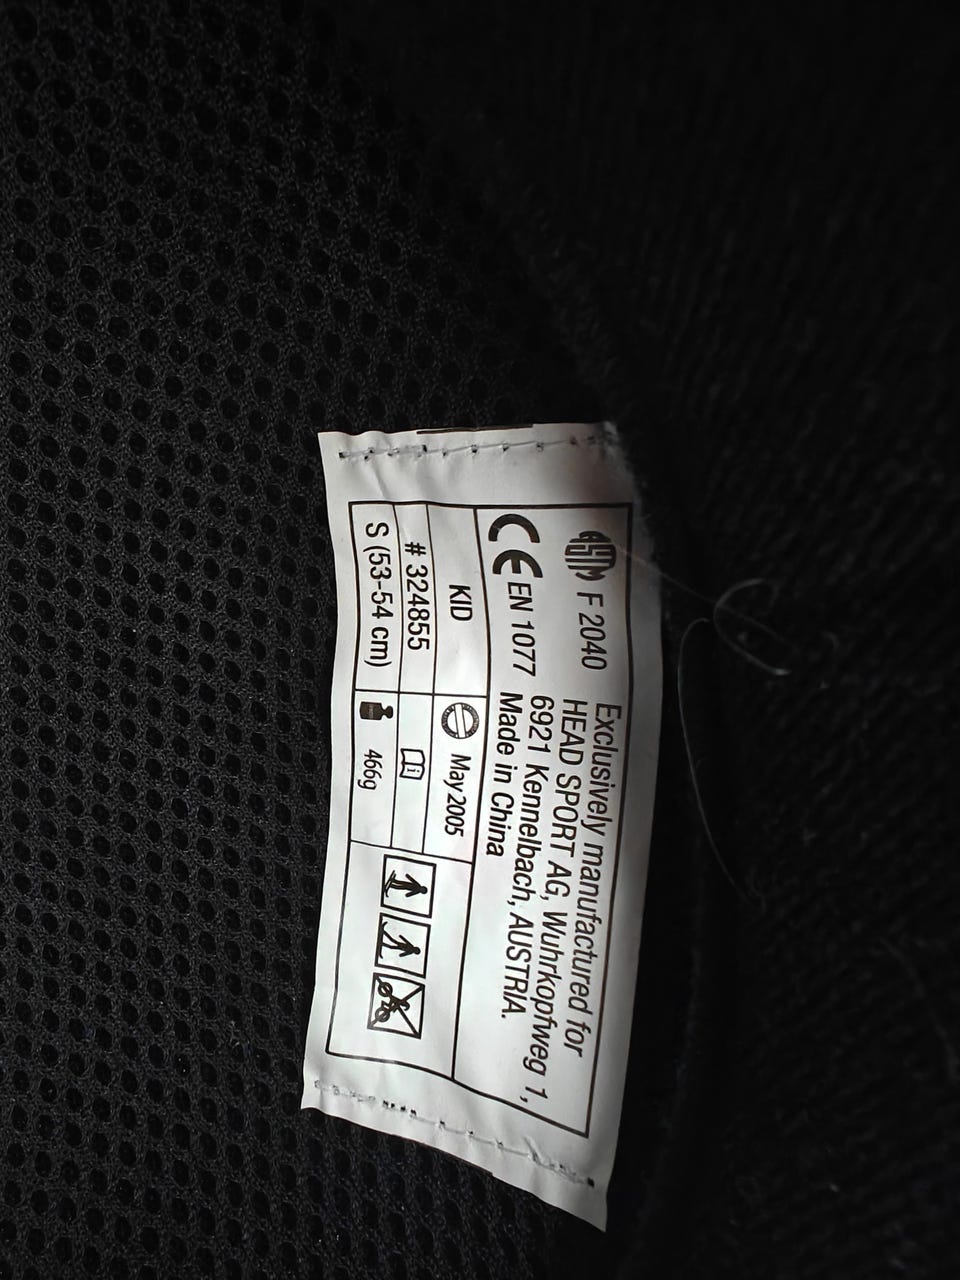 ASTM F 2040
CE EN 1077
Exclusively manufactured for
HEAD SPORT AG, Wuhrkopfweg 1,
6921 Kennelbach, AUSTRIA.
Made in China
KID
May 2005
# 324855
S (53-54 cm)
466g